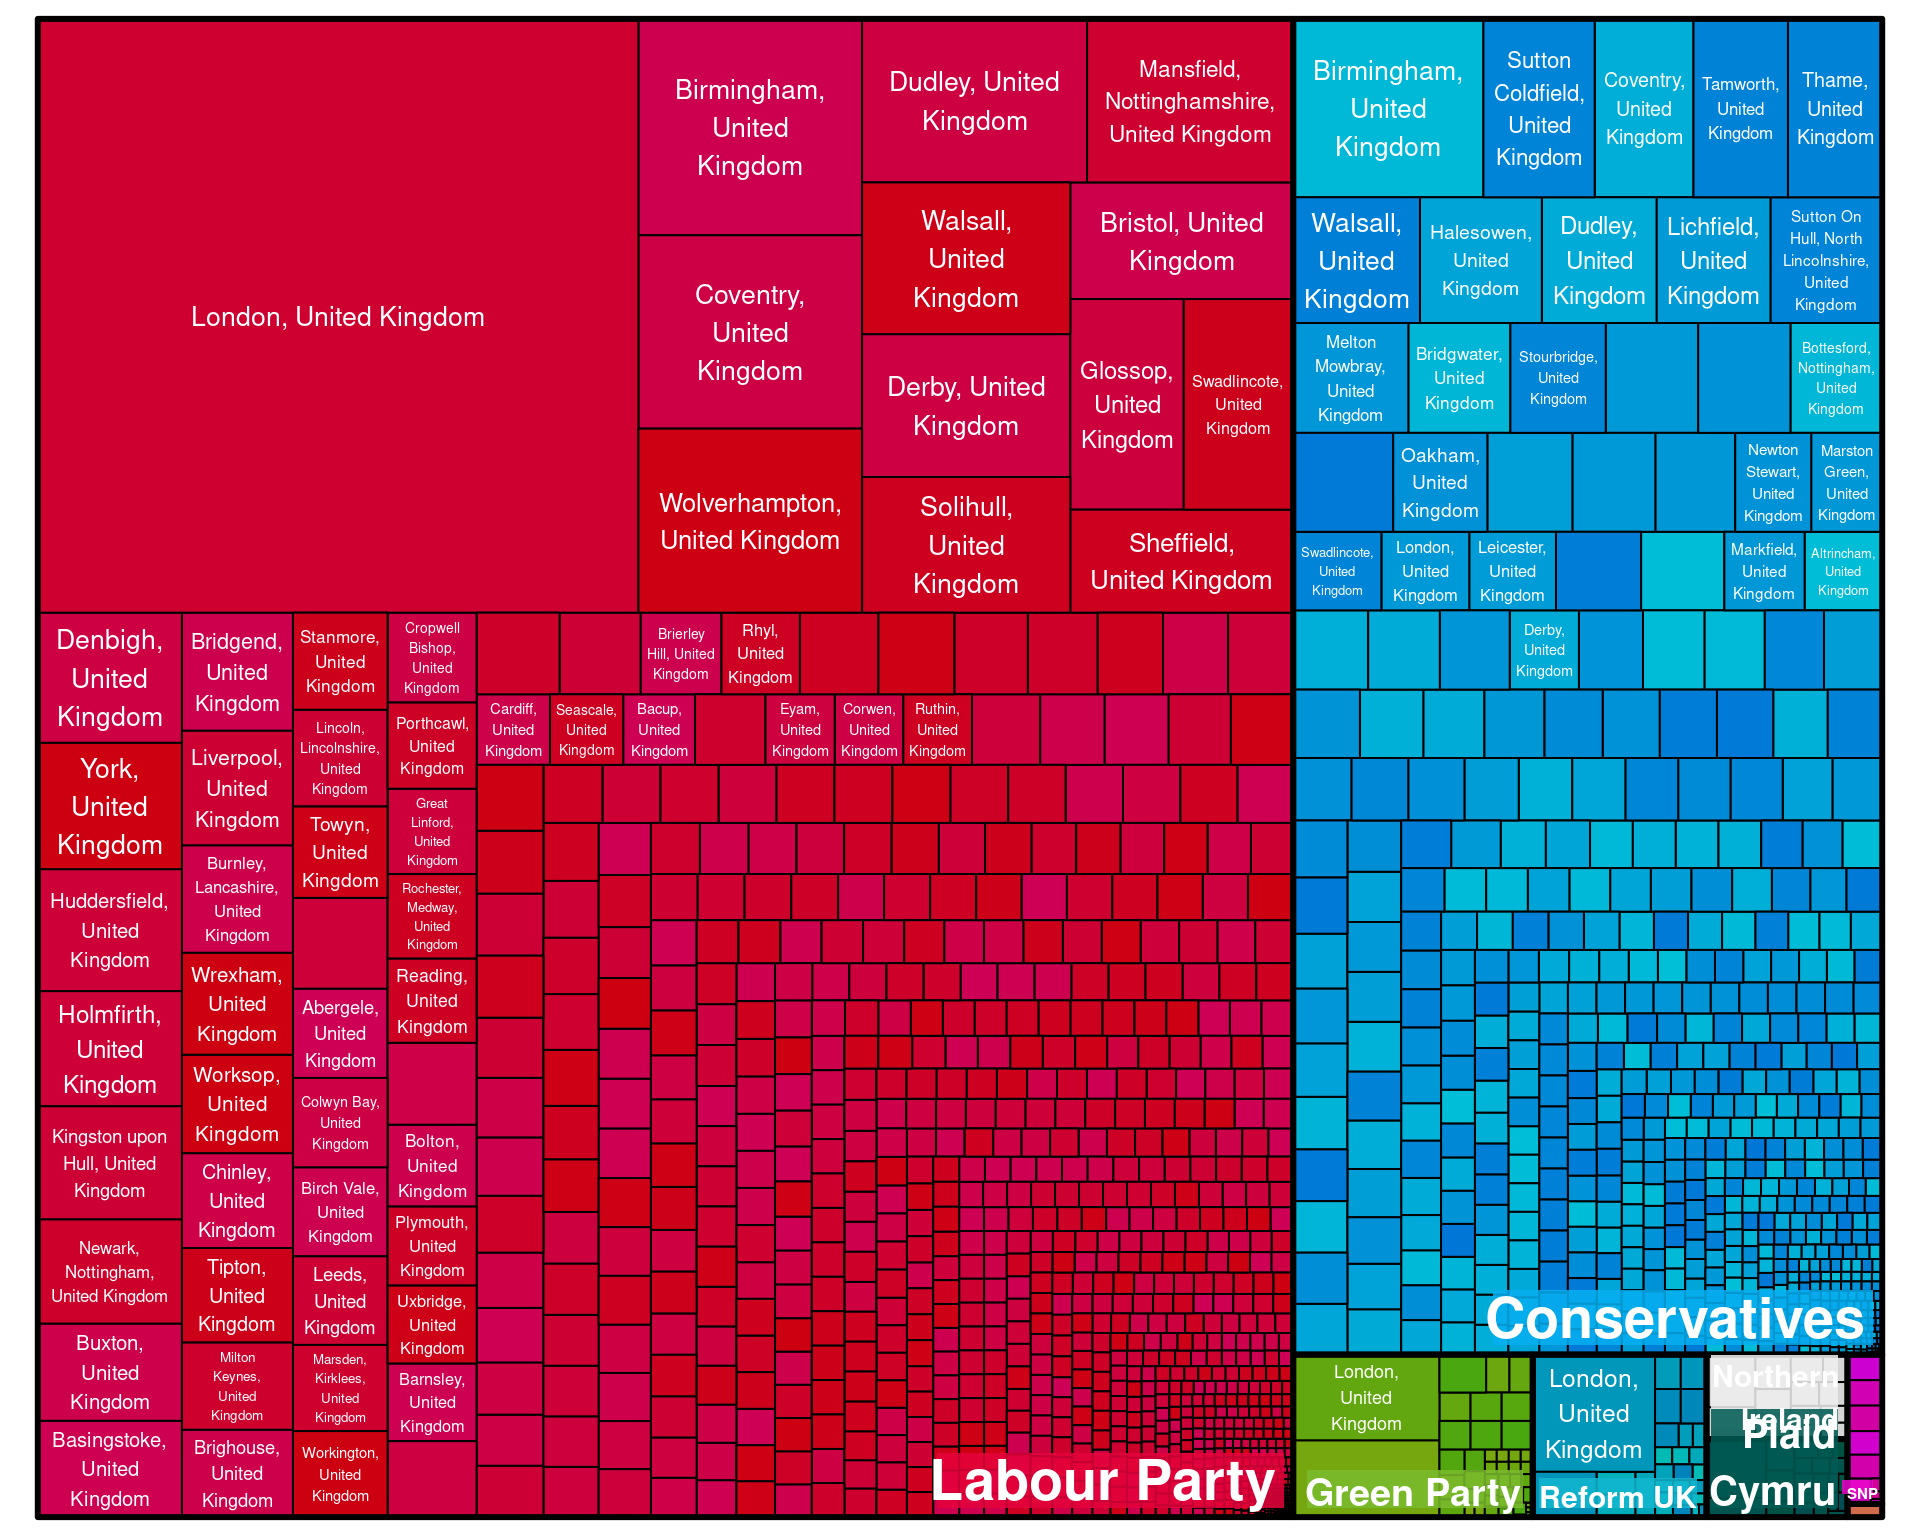 London, United Kingdom
Birmingham,
United
Kingdom
Coventry,
United
Kingdom
Wolverhampton,
United Kingdom
Dudley, United
Kingdom
Mansfield,
Nottinghamshire,
United Kingdom
Walsall,
United
Kingdom
Bristol, United
Kingdom
Derby, United
Kingdom
Glossop,
United
Kingdom
Swadlincote,
United
Kingdom
Solihull,
United
Kingdom
Sheffield,
United Kingdom
Denbigh,
United
Kingdom
York,
United
Kingdom
Huddersfield,
United
Kingdom
Holmfirth,
United
Kingdom
Kingston upon
Hull, United
Kingdom
Newark,
Nottingham,
United Kingdom
Buxton,
United
Kingdom
Basingstoke,
United
Kingdom
Bridgend,
United
Kingdom
Liverpool,
United
Kingdom
Burnley,
Lancashire,
United
Kingdom
Wrexham,
United
Kingdom
Worksop,
United
Kingdom
Chinley,
United
Kingdom
Tipton,
United
Kingdom
Milton
Keynes,
United
Kingdom
Brighouse,
United
Kingdom
Stanmore,
United
Kingdom
Lincoln,
Lincolnshire,
United
Kingdom
Towyn,
United
Kingdom
Abergele,
United
Kingdom
Colwyn Bay,
United
Kingdom
Birch Vale,
United
Kingdom
Leeds,
United
Kingdom
Marsden,
Kirklees,
United
Kingdom
Workington,
United
Kingdom
Cropwell
Bishop,
United
Kingdom
Porthcawl,
United
Kingdom
Great
Linford,
United
Kingdom
Rochester,
Medway,
United
Kingdom
Reading,
United
Kingdom
Bolton,
United
Kingdom
Plymouth,
United
Kingdom
Uxbridge,
United
Kingdom
Barnsley,
United
Kingdom
Brierley
Hill, United
Kingdom
Rhyl,
United
Kingdom
Cardiff,
United
Kingdom
Seascale,
United
Kingdom
Bacup,
United
Kingdom
Eyam,
United
Kingdom
Corwen,
United
Kingdom
Ruthin,
United
Kingdom
Labour Party
Birmingham,
United
Kingdom
Sutton
Coldfield,
United
Kingdom
Coventry,
United
Kingdom
Tamworth,
United
Kingdom
Thame,
United
Kingdom
Walsall,
United
Kingdom
Halesowen,
United
Kingdom
Dudley,
United
Kingdom
Lichfield,
United
Kingdom
Sutton On
Hull, North
Lincolnshire,
United
Kingdom
Melton
Mowbray,
United
Kingdom
Bridgwater,
United
Kingdom
Stourbridge,
United
Kingdom
Bottesford,
Nottingham,
United
Kingdom
Oakham,
United
Kingdom
Newton
Stewart,
United
Kingdom
Marston
Green,
United
Kingdom
Swadlincote,
United
Kingdom
London,
United
Kingdom
Leicester,
United
Kingdom
Markfield,
United
Kingdom
Altrincham,
United
Kingdom
Derby,
United
Kingdom
Conservatives
London,
United
Kingdom
Green Party
London,
United
Kingdom
Reform UK
Northern
Ireland
Plaid
Cymru
SNP